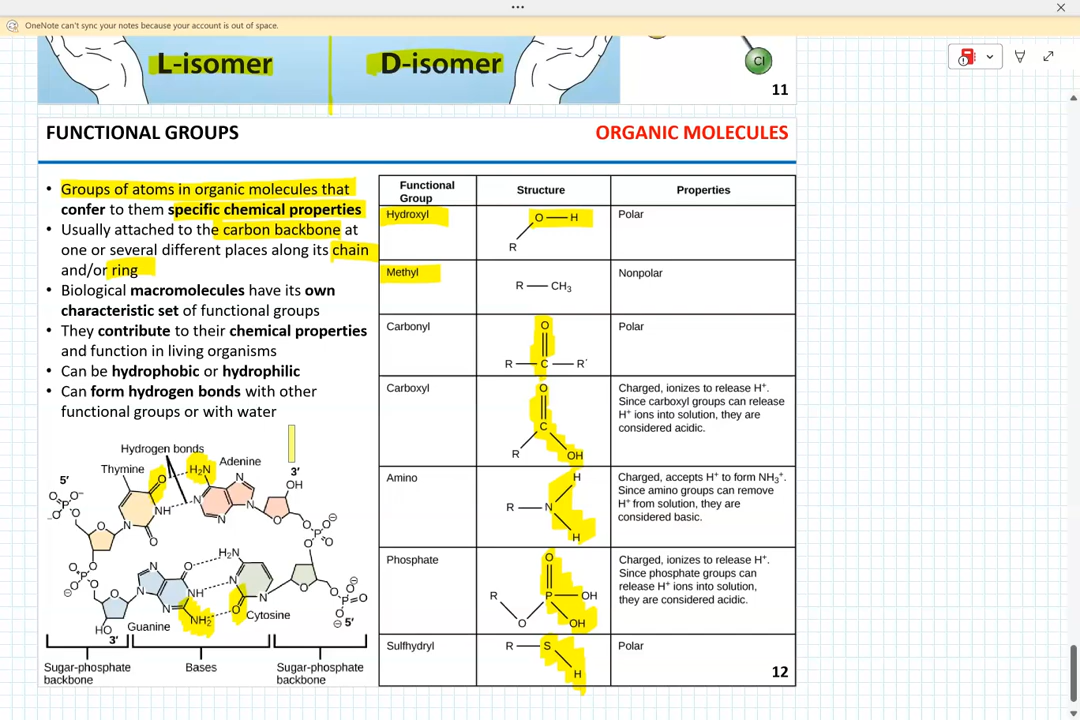 OneNote can't sync your notes because your account is out of space.
L-isomer
D-isomer
Cl
11
FUNCTIONAL GROUPS
ORGANIC MOLECULES
• Groups of atoms in organic molecules that
confer to them specific chemical properties
• Usually attached to the carbon backbone at
one or several different places along its chain
and/or ring
• Biological macromolecules have its own
characteristic set of functional groups
• They contribute to their chemical properties
and function in living organisms
• Can be hydrophobic or hydrophilic
• Can form hydrogen bonds with other
functional groups or with water
Functional Group
Structure
Properties
Hydroxyl
O H
R
Polar
Methyl
R CH₃
Nonpolar
Carbonyl
O
R C R'
Polar
Carboxyl
O
C
R OH
Charged, ionizes to release H⁺.
Since carboxyl groups can release
H⁺ ions into solution, they are
considered acidic.
Amino
H
R N
H
Charged, accepts H⁺ to form NH₃⁺.
Since amino groups can remove
H⁺ from solution, they are
considered basic.
Phosphate
O
R P OH
O OH
Charged, ionizes to release H⁺.
Since phosphate groups can
release H⁺ ions into solution,
they are considered acidic.
Sulfhydryl
R S
H
Polar
Hydrogen bonds
Thymine
H₂N
Adenine
5'
3'
O
N
OH
O
O⁻
P
⁻O
O
NH
N
N
N
N
O
O
O
O
P
O
O
H₂N
O
O
P
O
O
N
O
N
NH
N
N
N
O
NH₂
O
Cytosine
O
P
O
O
5'
O
HO
3'
Guanine
Sugar-phosphate
backbone
Bases
Sugar-phosphate
backbone
12